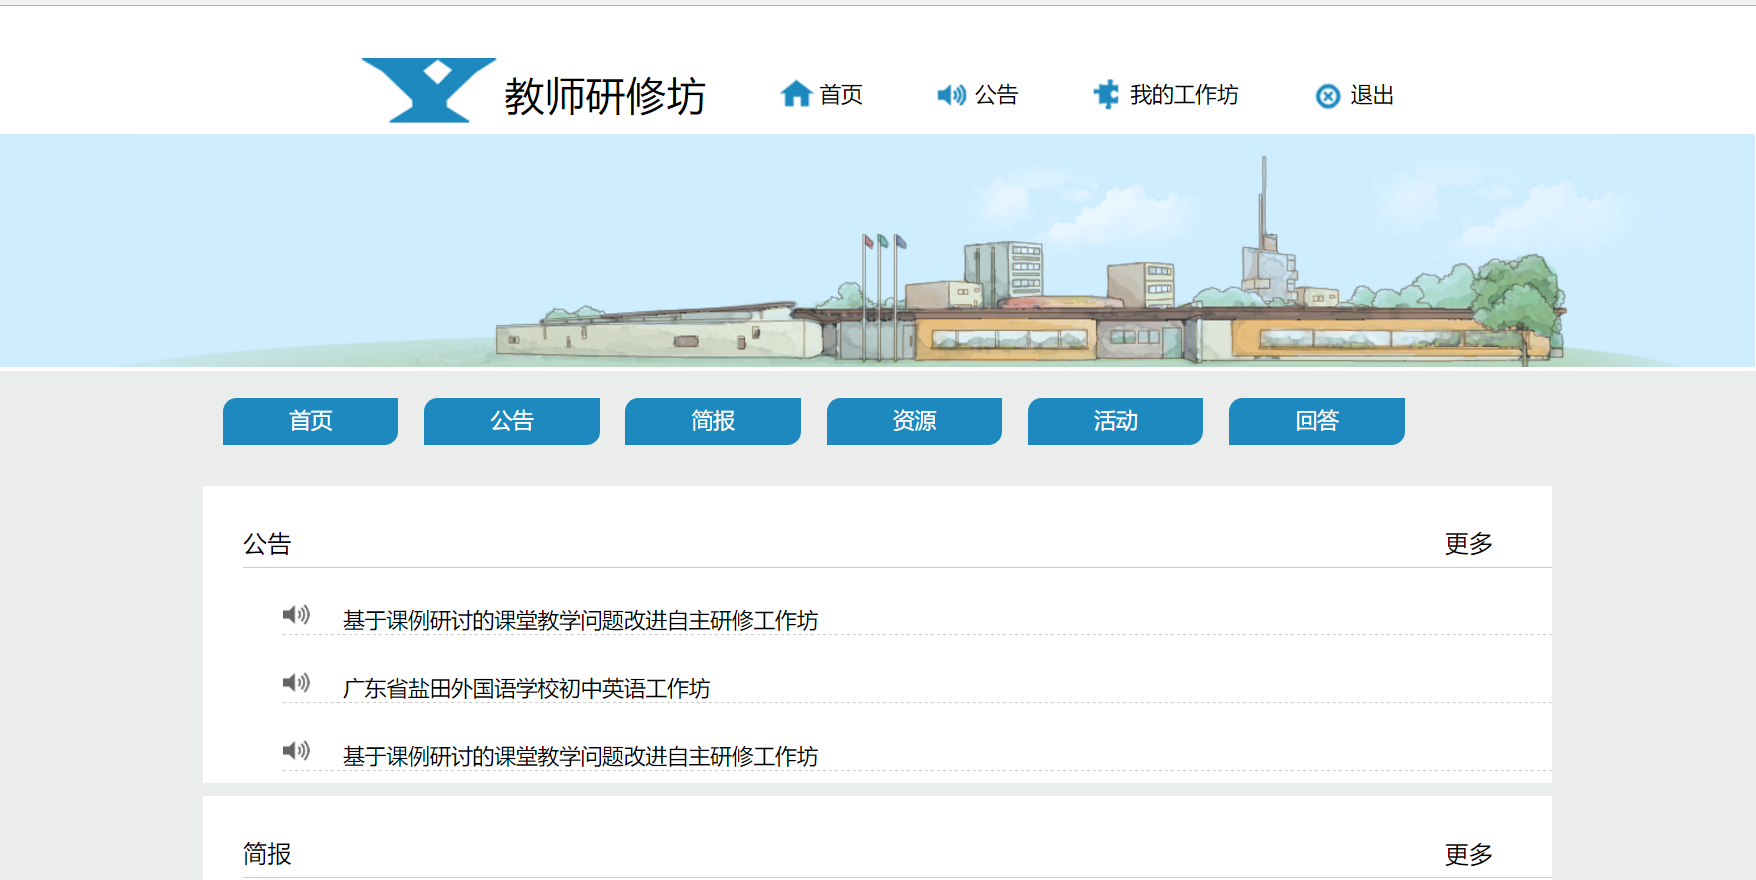 教师研修坊
首页 公告 我的工作坊 退出
首页 公告 简报 资源 活动 回答
公告 更多
基于课例研讨的课堂教学问题改进自主研修工作坊
广东省盐田外国语学校初中英语工作坊
基于课例研讨的课堂教学问题改进自主研修工作坊
简报 更多